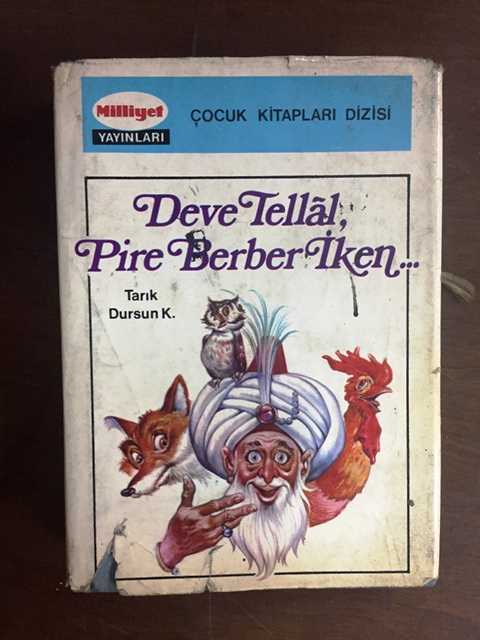 Milliyet
YAYINLARI
ÇOCUK KİTAPLARI DİZİSİ
Deve Tellâl,
Pire Berber İken...
Tarık
Dursun K.